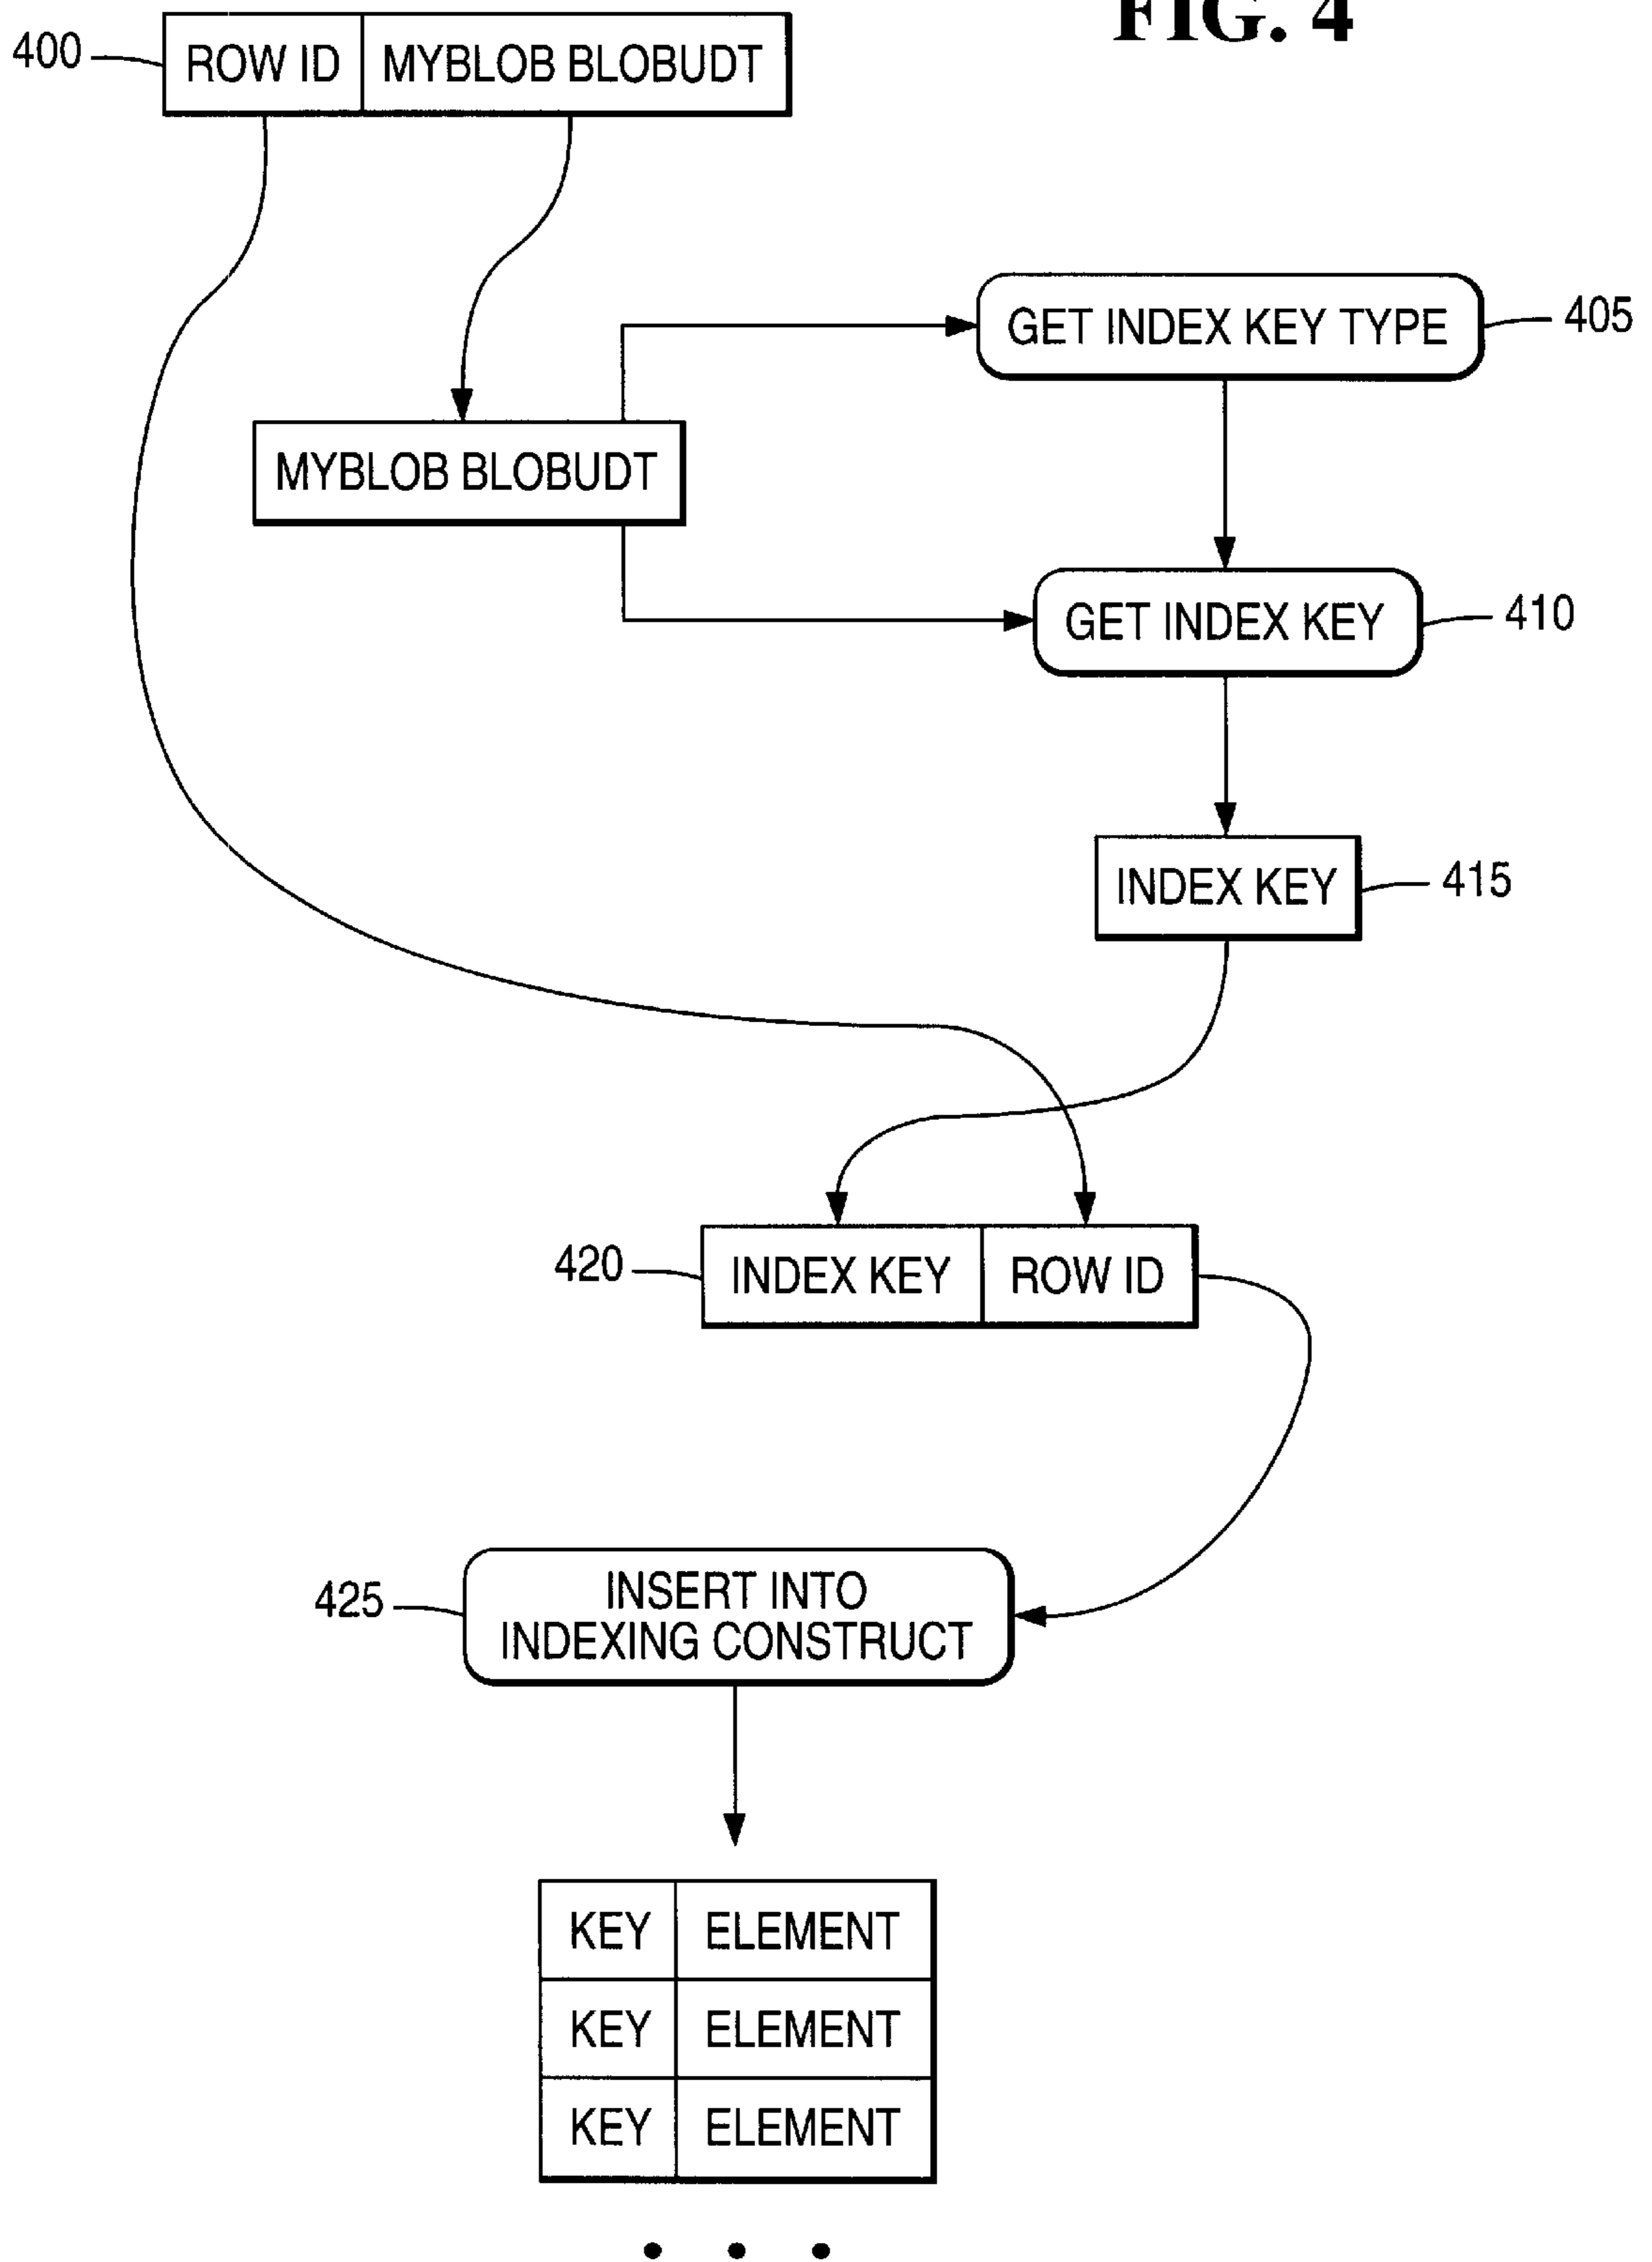 FIG. 4
400 ROW ID MYBLOB BLOBUDT
GET INDEX KEY TYPE 405
MYBLOB BLOBUDT
GET INDEX KEY 410
INDEX KEY 415
420 INDEX KEY ROW ID
425 INSERT INTO
INDEXING CONSTRUCT
KEY ELEMENT
KEY ELEMENT
KEY ELEMENT
• • •